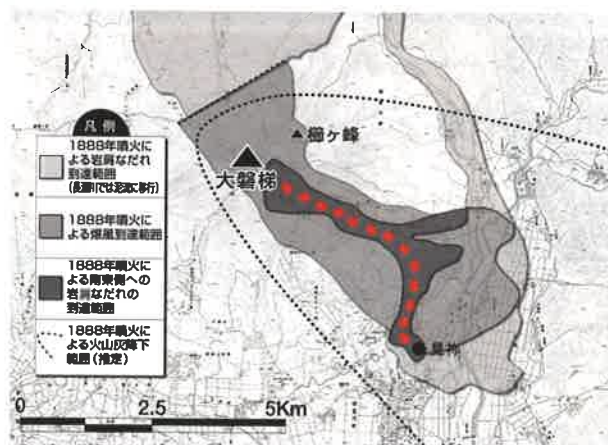 凡例
1888年噴火に
よる岩屑なだれ
到達範囲
(長瀬川では泥流に移行)
1888年噴火に
よる爆風到達範囲
1888年噴火に
よる南東側への
岩屑なだれの
到達範囲
1888年噴火に
よる火山灰降下
範囲(推定)
櫛ヶ峰
大磐梯
見祢
0
2.5
5Km